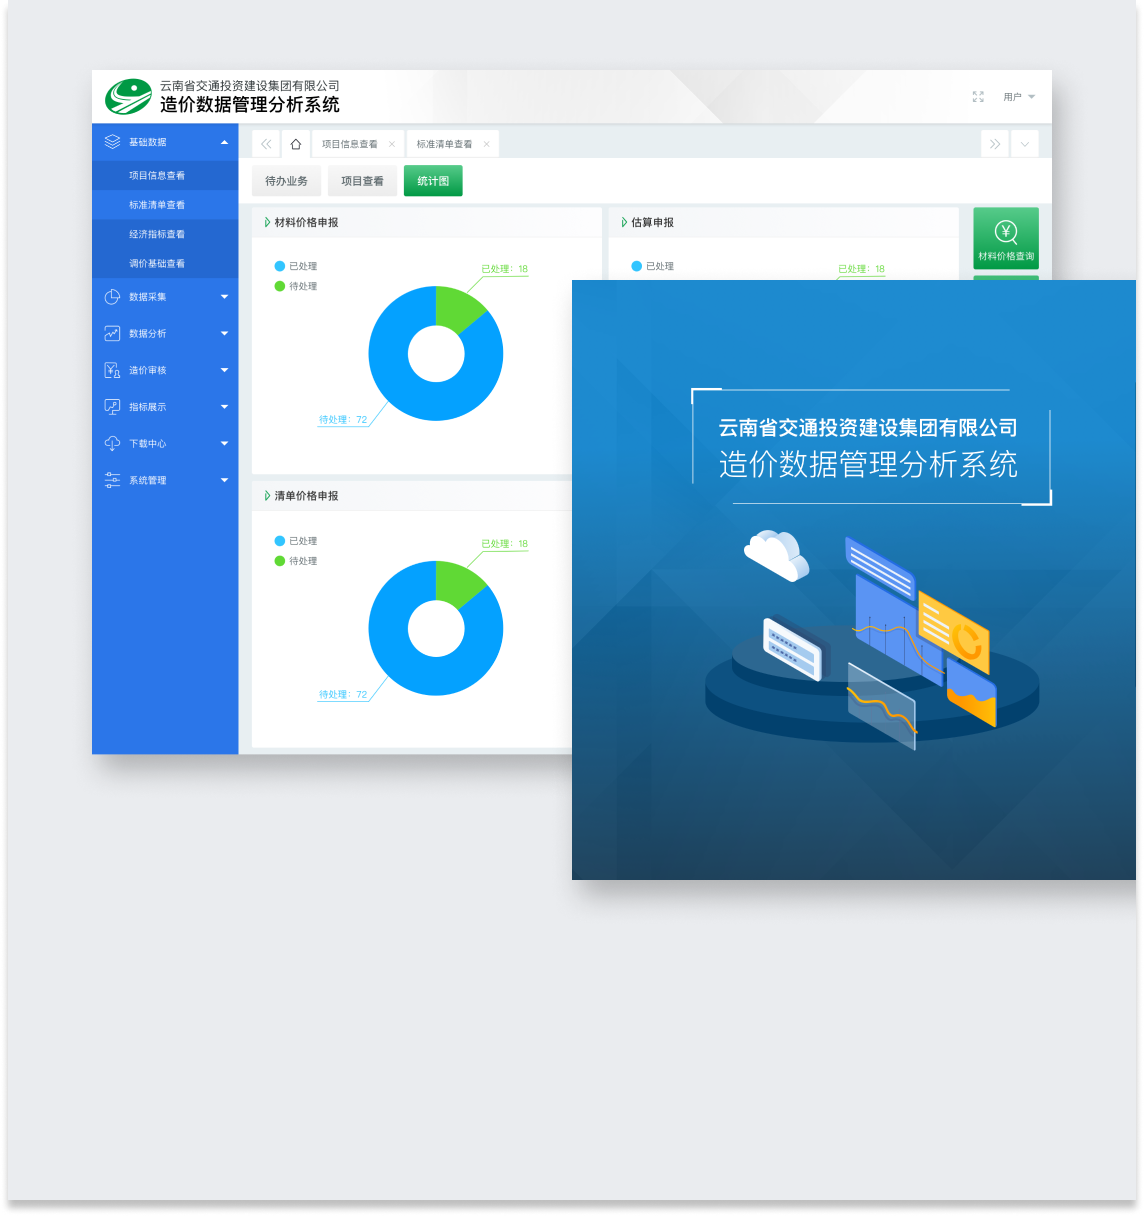 云南省交通投资建设集团有限公司
造价数据管理分析系统
用户
基础数据
项目信息查看
标准清单查看
经济指标查看
调价基础查看
数据采集
数据分析
造价审核
指标展示
下载中心
系统管理
项目信息查看
标准清单查看
待办业务
项目查看
统计图
材料价格申报
已处理
待处理
已处理：18
待处理：72
估算申报
已处理
已处理：18
材料价格查询
清单价格申报
已处理
待处理
已处理：18
待处理：72
云南省交通投资建设集团有限公司
造价数据管理分析系统